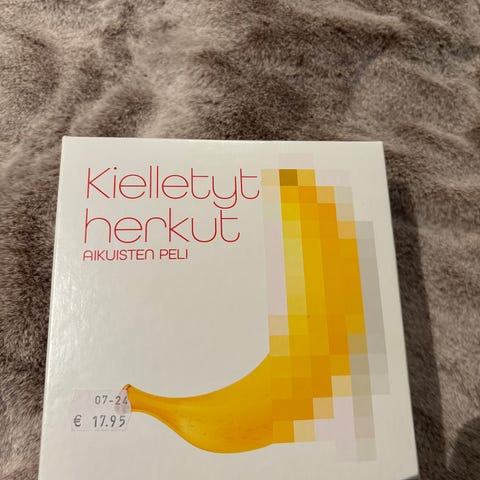 Kielletyt
herkut
AIKUISTEN PELI
07-24
€ 17.95